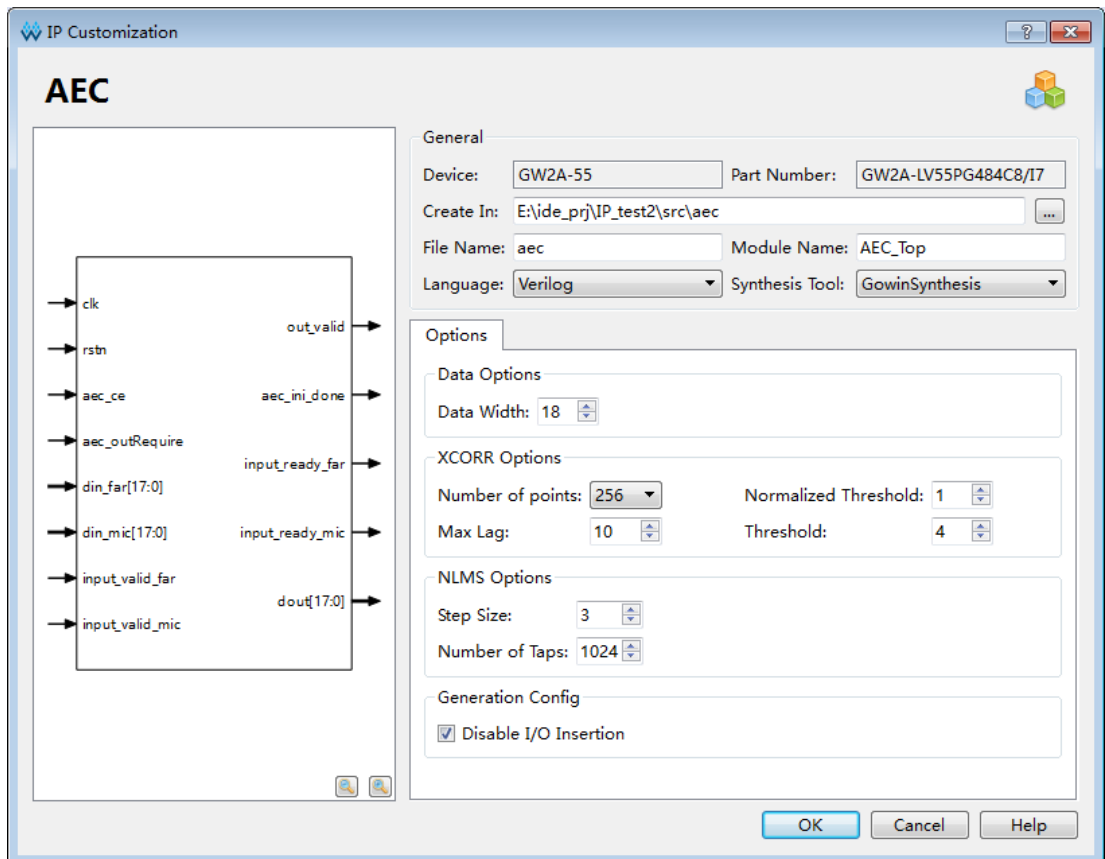 IP Customization
AEC
clk
rstn
aec_ce
aec_outRequire
din_far[17:0]
din_mic[17:0]
input_valid_far
input_valid_mic
out_valid
aec_ini_done
input_ready_far
input_ready_mic
dout[17:0]
General
Device: GW2A-55 Part Number: GW2A-LV55PG484C8/I7
Create In: E:\ide_prj\IP_test2\src\aec ...
File Name: aec Module Name: AEC_Top
Language: Verilog Synthesis Tool: GowinSynthesis
Options
Data Options
Data Width: 18
XCORR Options
Number of points: 256 Normalized Threshold: 1
Max Lag: 10 Threshold: 4
NLMS Options
Step Size: 3
Number of Taps: 1024
Generation Config
Disable I/O Insertion
OK Cancel Help